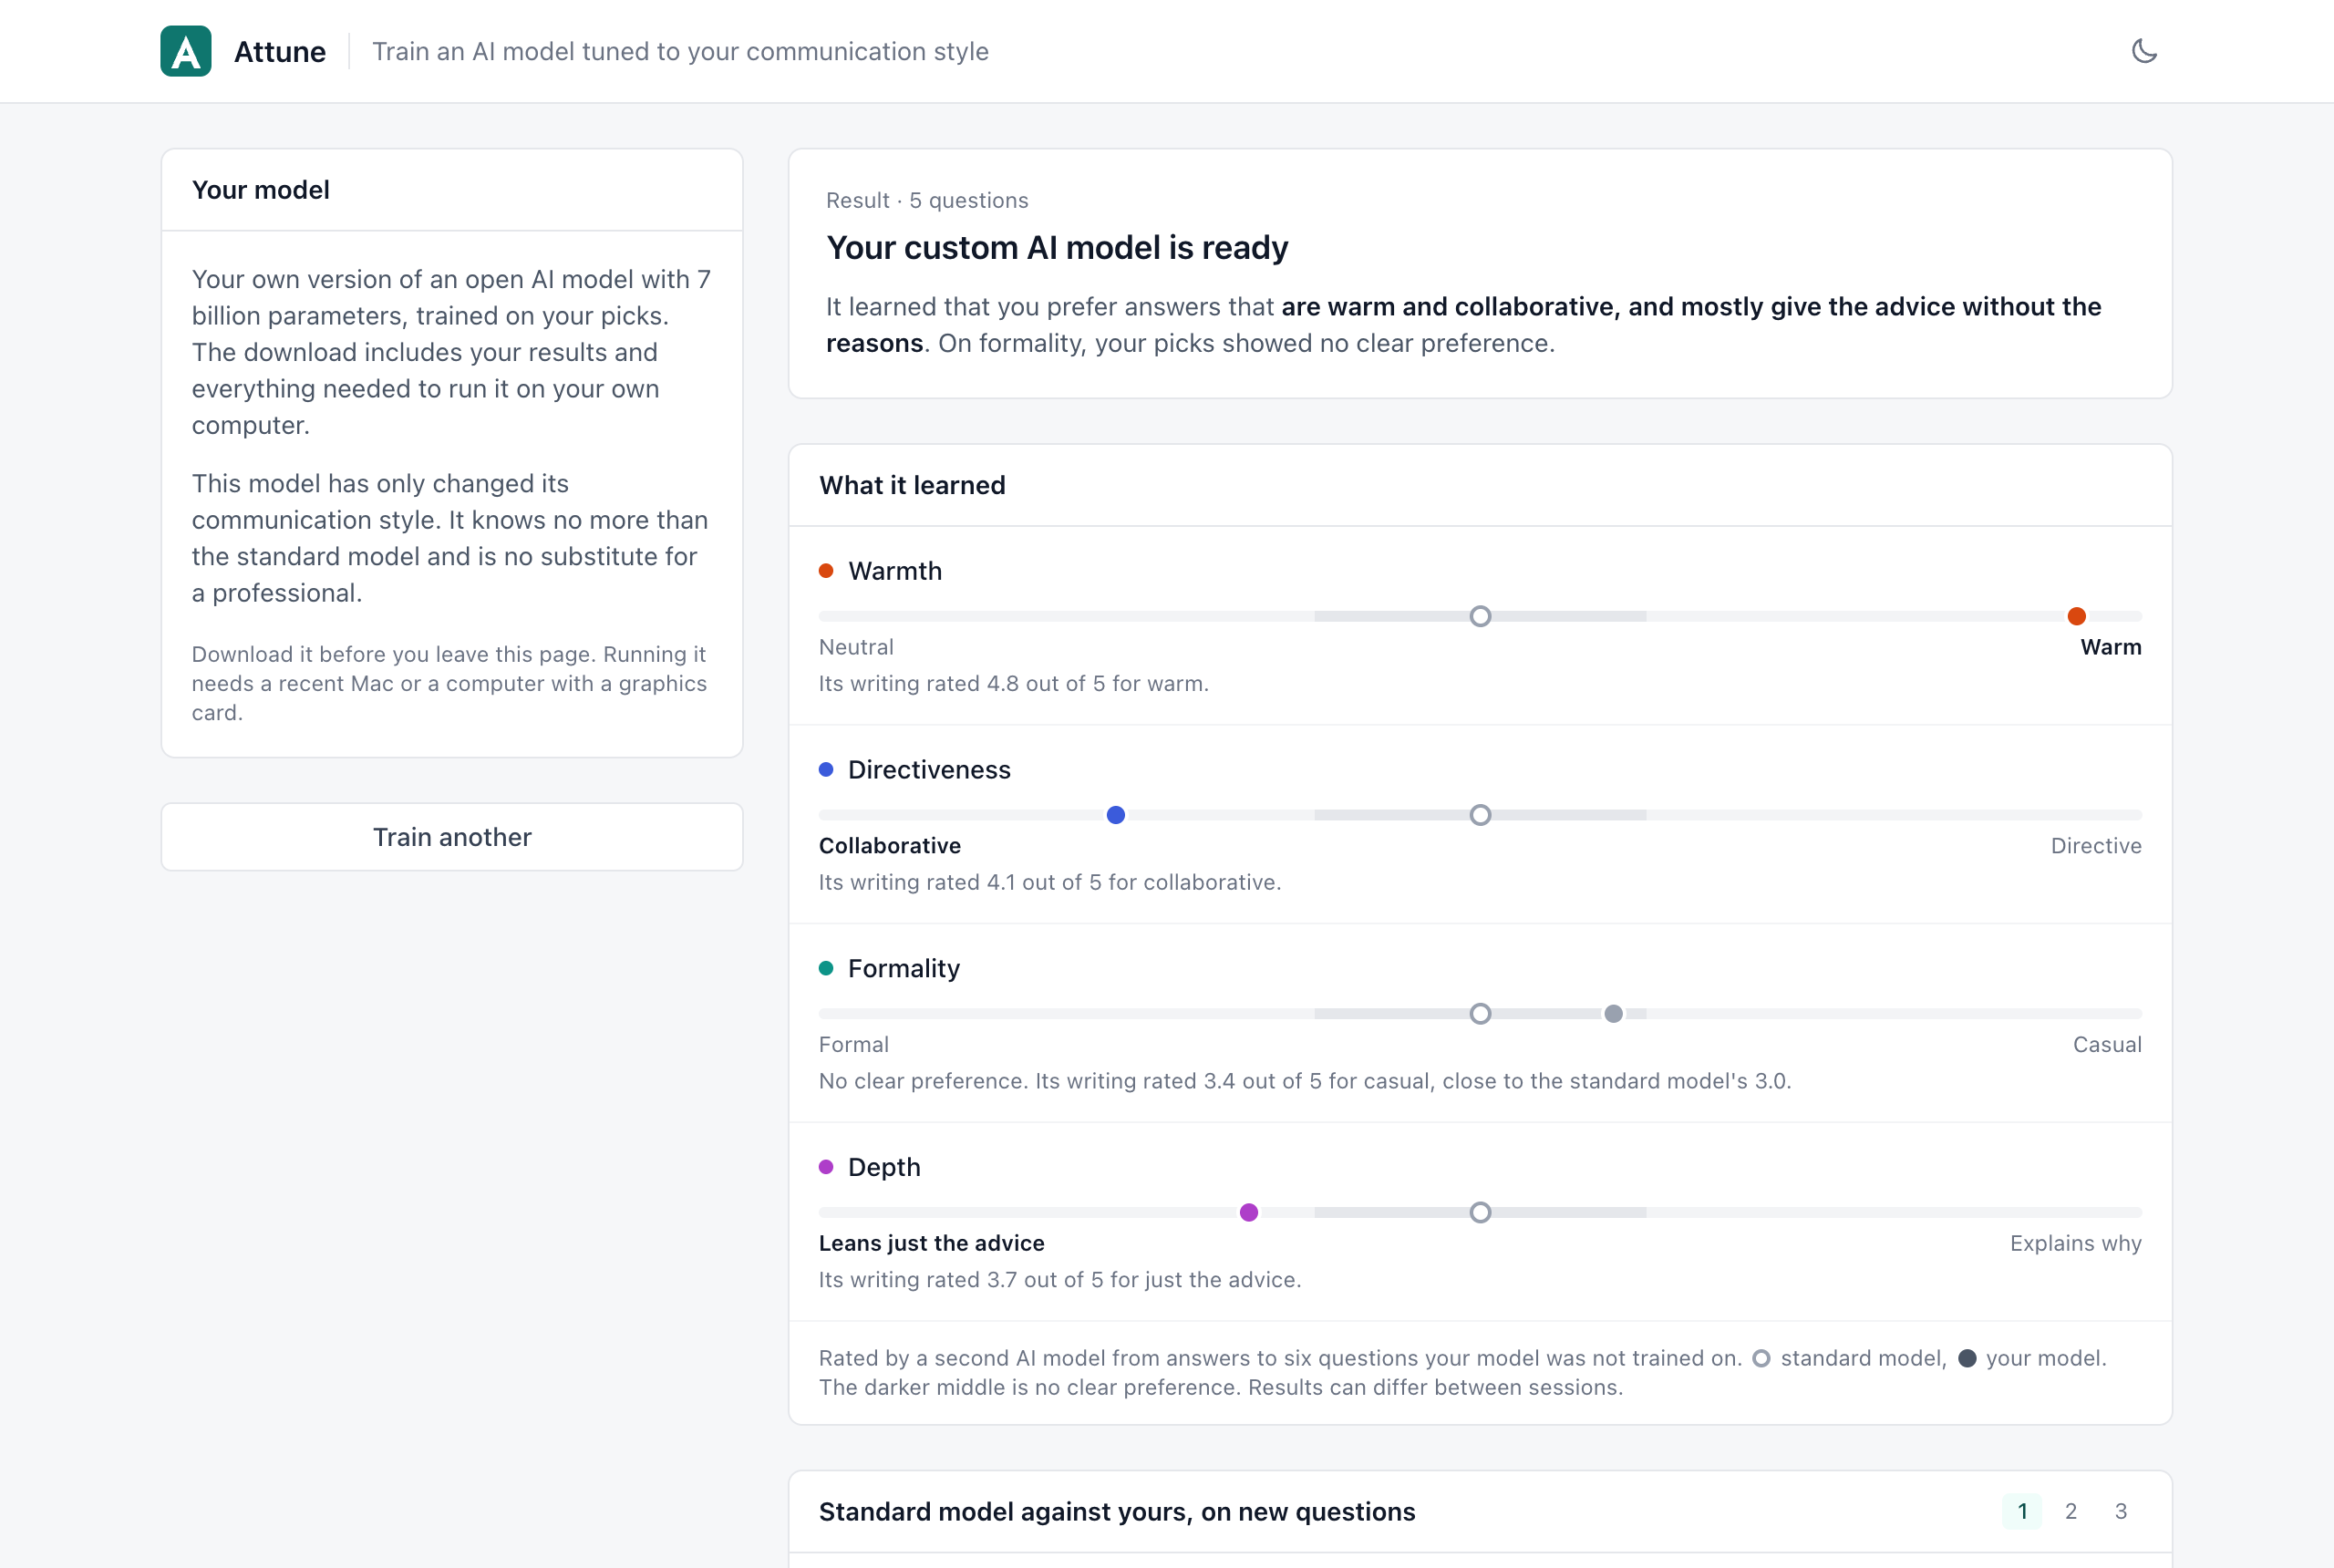 A
Attune
Train an AI model tuned to your communication style
Your model
Your own version of an open AI model with 7
billion parameters, trained on your picks.
The download includes your results and
everything needed to run it on your own
computer.
This model has only changed its
communication style. It knows no more than
the standard model and is no substitute for
a professional.
Download it before you leave this page. Running it
needs a recent Mac or a computer with a graphics
card.
Train another
Result · 5 questions
Your custom AI model is ready
It learned that you prefer answers that are warm and collaborative, and mostly give the advice without the
reasons. On formality, your picks showed no clear preference.
What it learned
Warmth
Neutral
Warm
Its writing rated 4.8 out of 5 for warm.
Directiveness
Collaborative
Directive
Its writing rated 4.1 out of 5 for collaborative.
Formality
Formal
Casual
No clear preference. Its writing rated 3.4 out of 5 for casual, close to the standard model's 3.0.
Depth
Leans just the advice
Explains why
Its writing rated 3.7 out of 5 for just the advice.
Rated by a second AI model from answers to six questions your model was not trained on. standard model, your model.
The darker middle is no clear preference. Results can differ between sessions.
Standard model against yours, on new questions
1 2 3